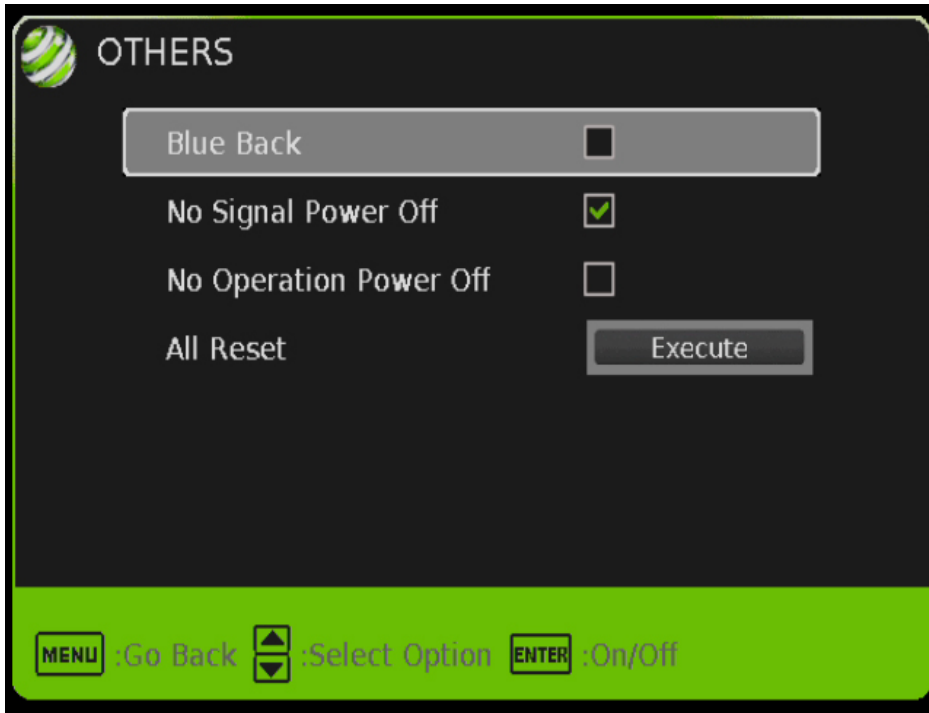 OTHERS
Blue Back
No Signal Power Off
No Operation Power Off
All Reset Execute
MENU :Go Back :Select Option ENTER :On/Off